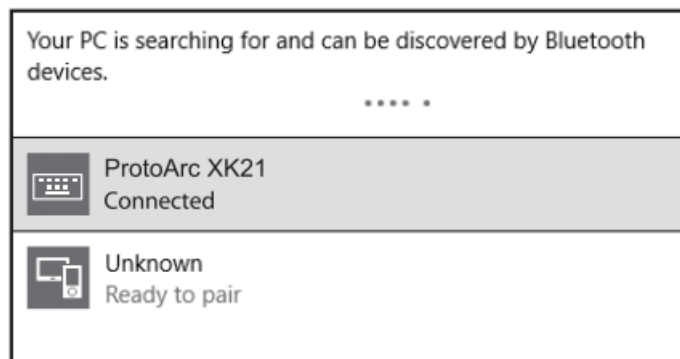 Your PC is searching for and can be discovered by Bluetooth
devices.
ProtoArc XK21
Connected
Unknown
Ready to pair